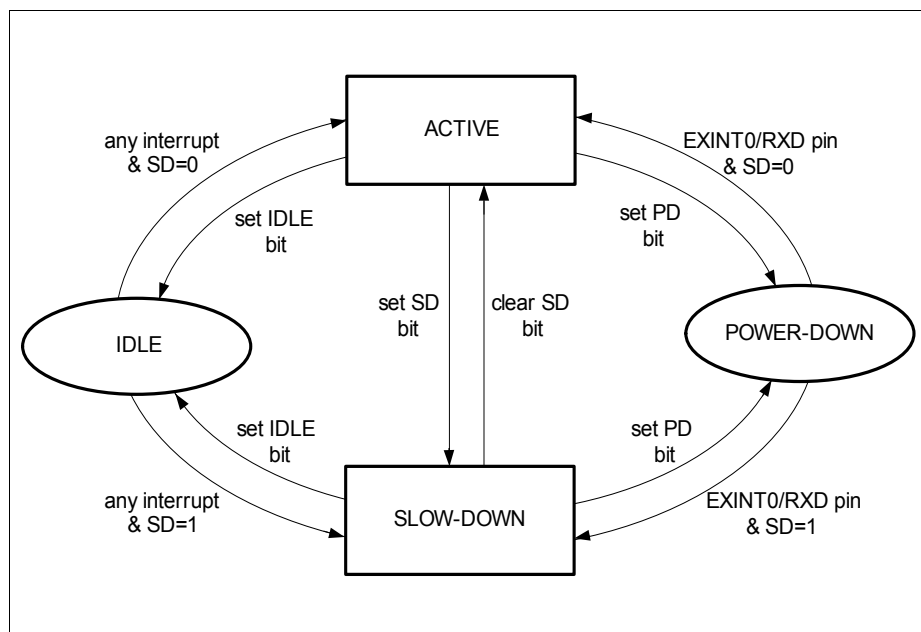 ACTIVE
any interrupt
& SD=0
EXINT0/RXD pin
& SD=0
set IDLE
bit
set PD
bit
set SD
bit
clear SD
bit
IDLE
POWER-DOWN
set IDLE
bit
set PD
bit
any interrupt
& SD=1
SLOW-DOWN
EXINT0/RXD pin
& SD=1